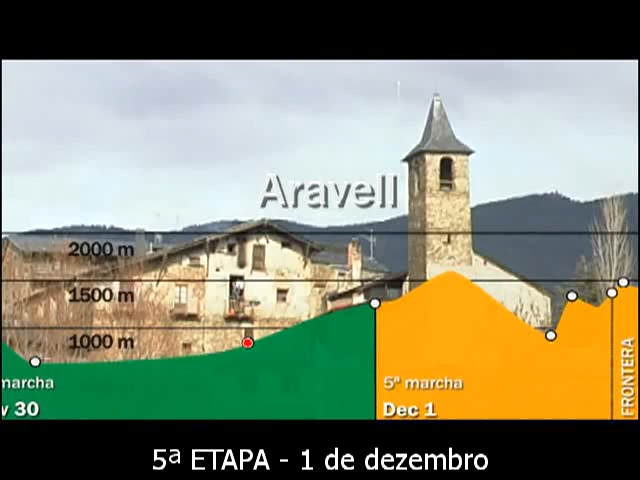 Aravell
2000 m
1500 m
1000 m
marcha
v 30
5ª marcha
Dec 1
FRONTERA
5ª ETAPA - 1 de dezembro